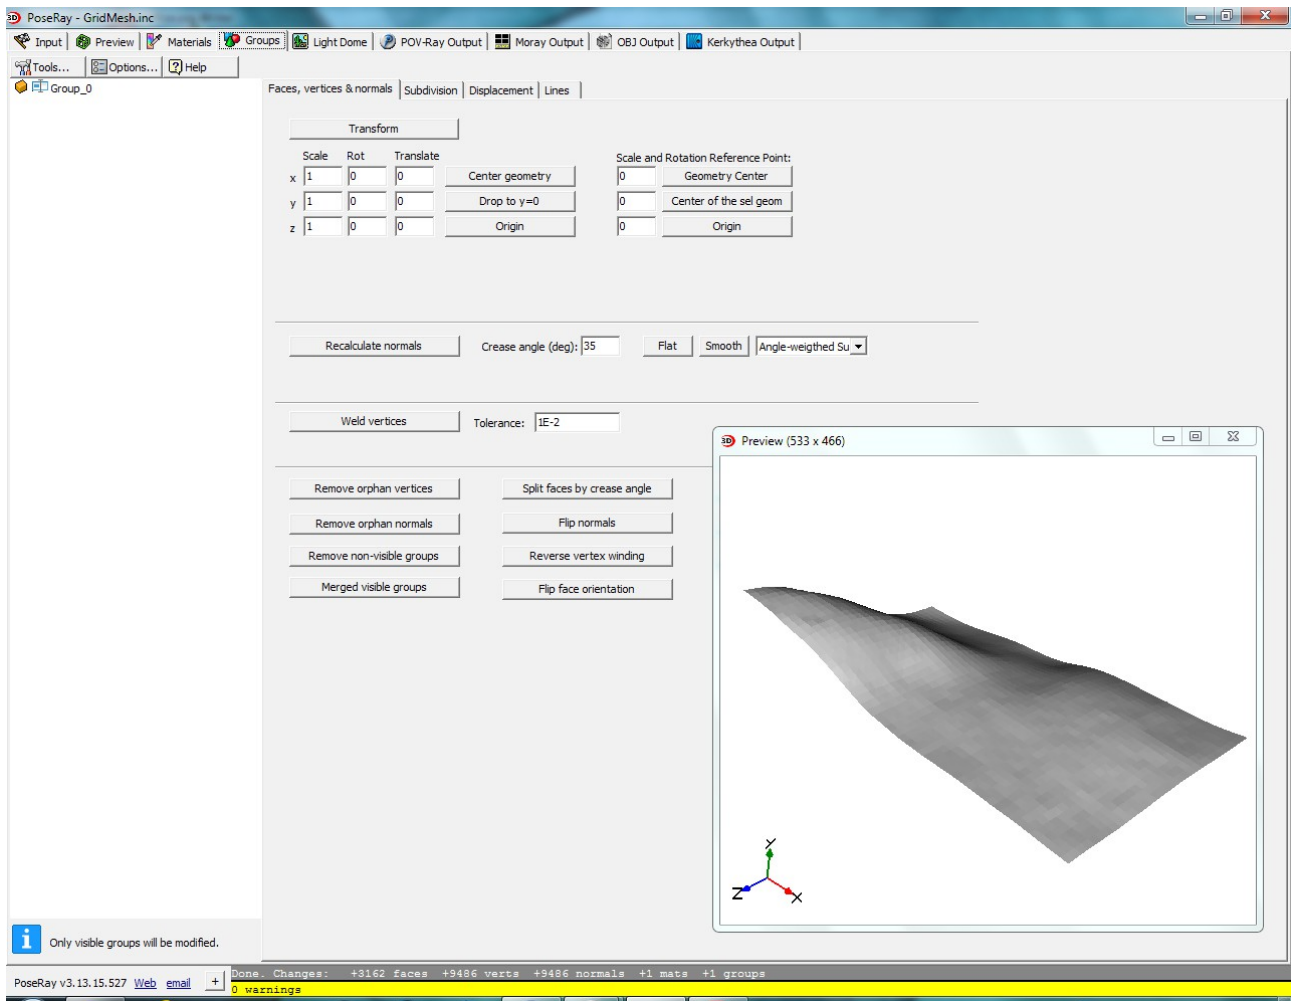 PoseRay - GridMesh.inc
Input Preview Materials Groups Light Dome POV-Ray Output Moray Output OBJ Output Kerkythea Output
Tools... Options... Help
Group_0
Faces, vertices & normals Subdivision Displacement Lines
Transform
Scale Rot Translate Scale and Rotation Reference Point:
x 1 0 0 Center geometry 0 Geometry Center
y 1 0 0 Drop to y=0 0 Center of the sel geom
z 1 0 0 Origin 0 Origin
Recalculate normals Crease angle (deg): 35 Flat Smooth Angle-weigthed Su
Weld vertices Tolerance: 1E-2
Preview (533 x 466)
Remove orphan vertices Split faces by crease angle
Remove orphan normals Flip normals
Remove non-visible groups Reverse vertex winding
Merged visible groups Flip face orientation
Y
Z X
Only visible groups will be modified.
Done. Changes: +3162 faces +9486 verts +9486 normals +1 mats +1 groups
PoseRay v3.13.15.527 Web email +
0 warnings